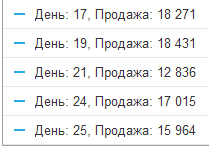 День: 17, Продажа: 18 271
День: 19, Продажа: 18 431
День: 21, Продажа: 12 836
День: 24, Продажа: 17 015
День: 25, Продажа: 15 964